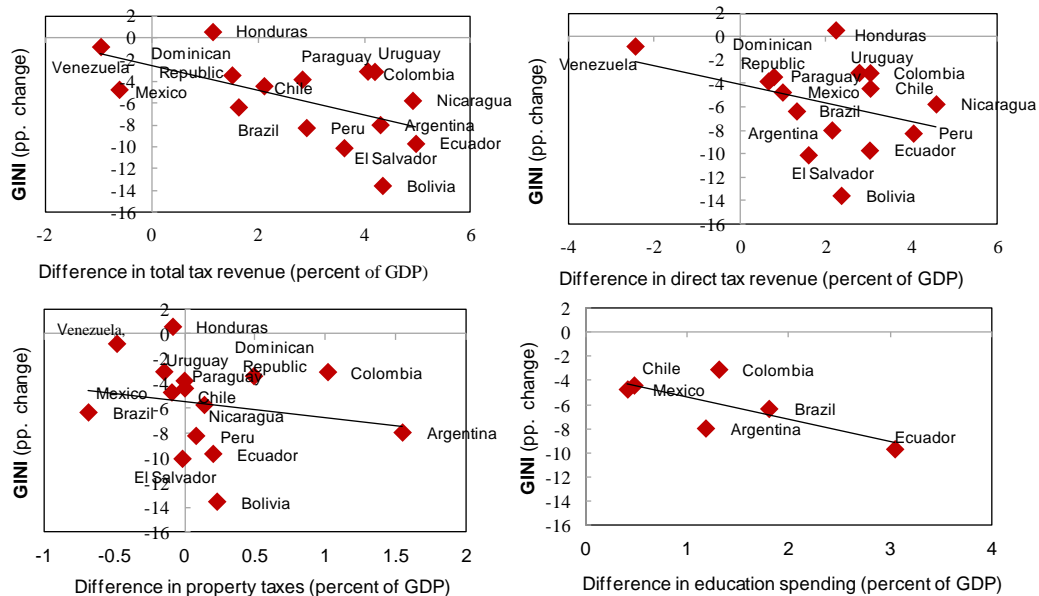 2
0
-2
-4
-6
-8
-10
-12
-14
-16
GINI (pp. change)
Honduras
Dominican
Republic
Paraguay
Uruguay
Venezuela
Colombia
Mexico
Chile
Nicaragua
Brazil
Peru
Argentina
El Salvador
Ecuador
Bolivia
-2 0 2 4 6
Difference in total tax revenue (percent of GDP)
2
0
-2
-4
-6
-8
-10
-12
-14
-16
GINI (pp. change)
Honduras
Dominican
Republic
Uruguay
Venezuela
Paraguay
Colombia
Mexico
Chile
Brazil
Nicaragua
Argentina
Peru
El Salvador
Ecuador
Bolivia
-4 -2 0 2 4 6
Difference in direct tax revenue (percent of GDP)
2
0
-2
-4
-6
-8
-10
-12
-14
-16
GINI (pp. change)
Venezuela,
Honduras
Uruguay
Dominican
Republic
Paraguay
Colombia
Mexico
Chile
Brazil
Nicaragua
Argentina
Peru
Ecuador
El Salvador
Bolivia
-1 -0.5 0 0.5 1 1.5 2
Difference in property taxes (percent of GDP)
2
0
-2
-4
-6
-8
-10
-12
-14
-16
GINI (pp. change)
Chile
Colombia
Mexico
Brazil
Argentina
Ecuador
0 1 2 3 4
Difference in education spending (percent of GDP)